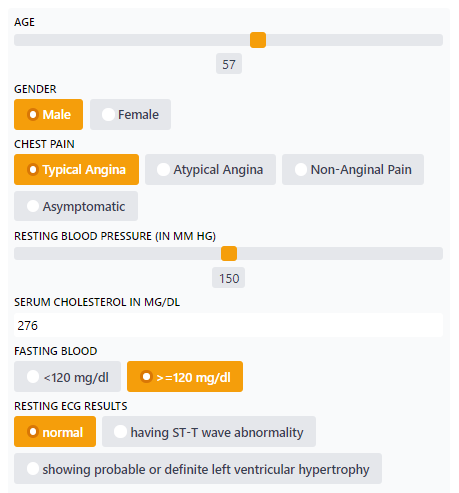 AGE
57
GENDER
Male Female
CHEST PAIN
Typical Angina Atypical Angina Non-Anginal Pain
Asymptomatic
RESTING BLOOD PRESSURE (IN MM HG)
150
SERUM CHOLESTEROL IN MG/DL
276
FASTING BLOOD
<120 mg/dl >=120 mg/dl
RESTING ECG RESULTS
normal having ST-T wave abnormality
showing probable or definite left ventricular hypertrophy